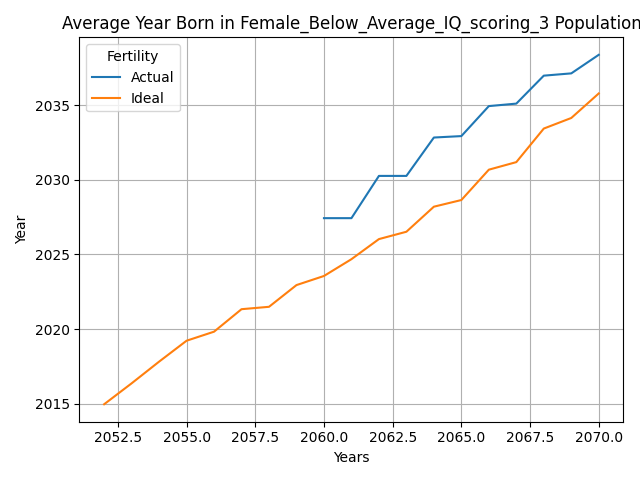 Average Year Born in Female_Below_Average_IQ_scoring_3 Population
Fertility
Actual
Ideal
2035
2030
2025
2020
2015
Year
2052.5 2055.0 2057.5 2060.0 2062.5 2065.0 2067.5 2070.0
Years